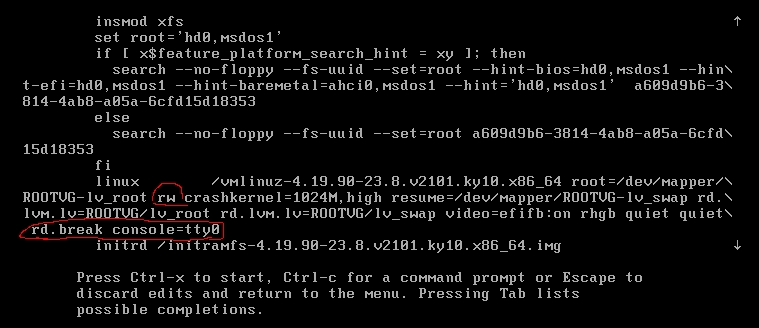 insmod xfs
set root='hd0,msdos1'
if [ x$feature_platform_search_hint = xy ]; then
search --no-floppy --fs-uuid --set=root --hint-bios=hd0,msdos1 --hin\
t-efi=hd0,msdos1 --hint-baremetal=ahci0,msdos1 --hint='hd0,msdos1'  a609d9b6-3\
814-4ab8-a05a-6cfd15d18353
else
search --no-floppy --fs-uuid --set=root a609d9b6-3814-4ab8-a05a-6cfd\
15d18353
fi
linux /vmlinuz-4.19.90-23.8.v2101.ky10.x86_64 root=/dev/mapper/\
ROOTVG-lv_root rw crashkernel=1024M,high resume=/dev/mapper/ROOTVG-lv_swap rd.\
lvm.lv=ROOTVG/lv_root rd.lvm.lv=ROOTVG/lv_swap video=efifb:on rhgb quiet quiet\
rd.break console=tty0
initrd /initramfs-4.19.90-23.8.v2101.ky10.x86_64.img
Press Ctrl-x to start, Ctrl-c for a command prompt or Escape to
discard edits and return to the menu. Pressing Tab lists
possible completions.